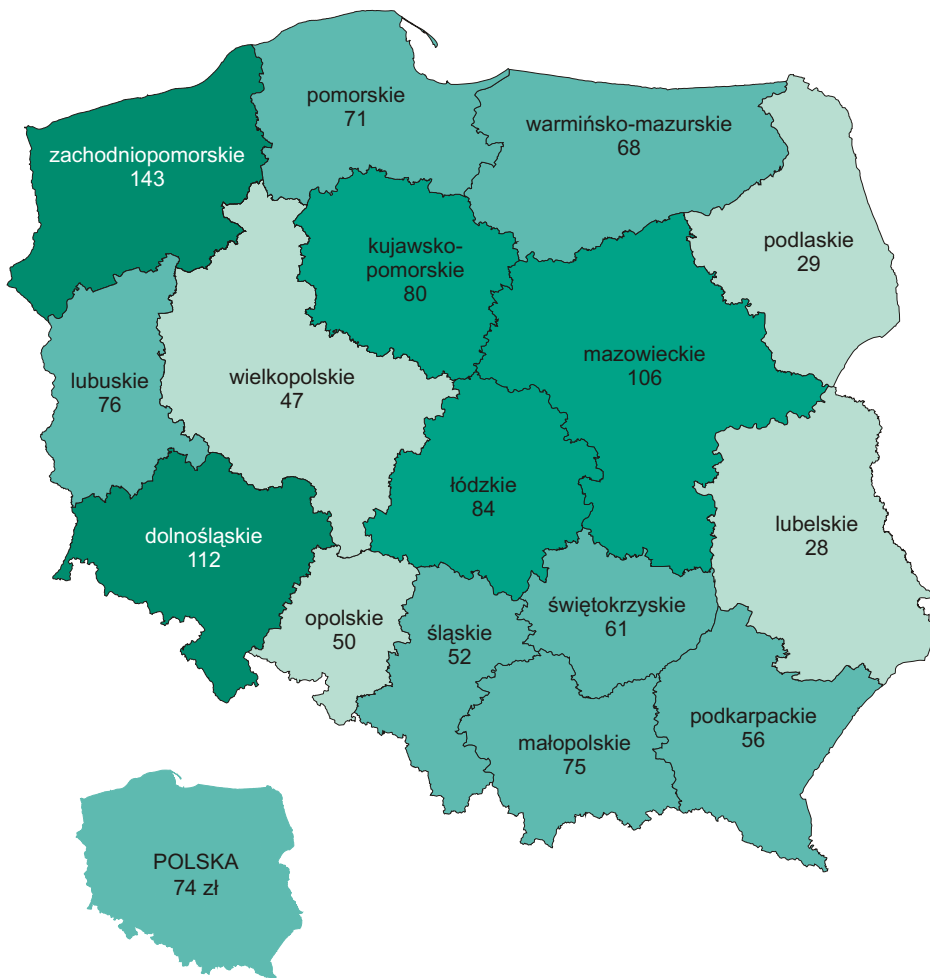 pomorskie
71
warmińsko-mazurskie
68
zachodniopomorskie
143
podlaskie
29
kujawsko-
pomorskie
80
mazowieckie
106
lubuskie
76
wielkopolskie
47
łódzkie
84
lubelskie
28
dolnośląskie
112
opolskie
50
śląskie
52
świętokrzyskie
61
podkarpackie
56
małopolskie
75
POLSKA
74 zł